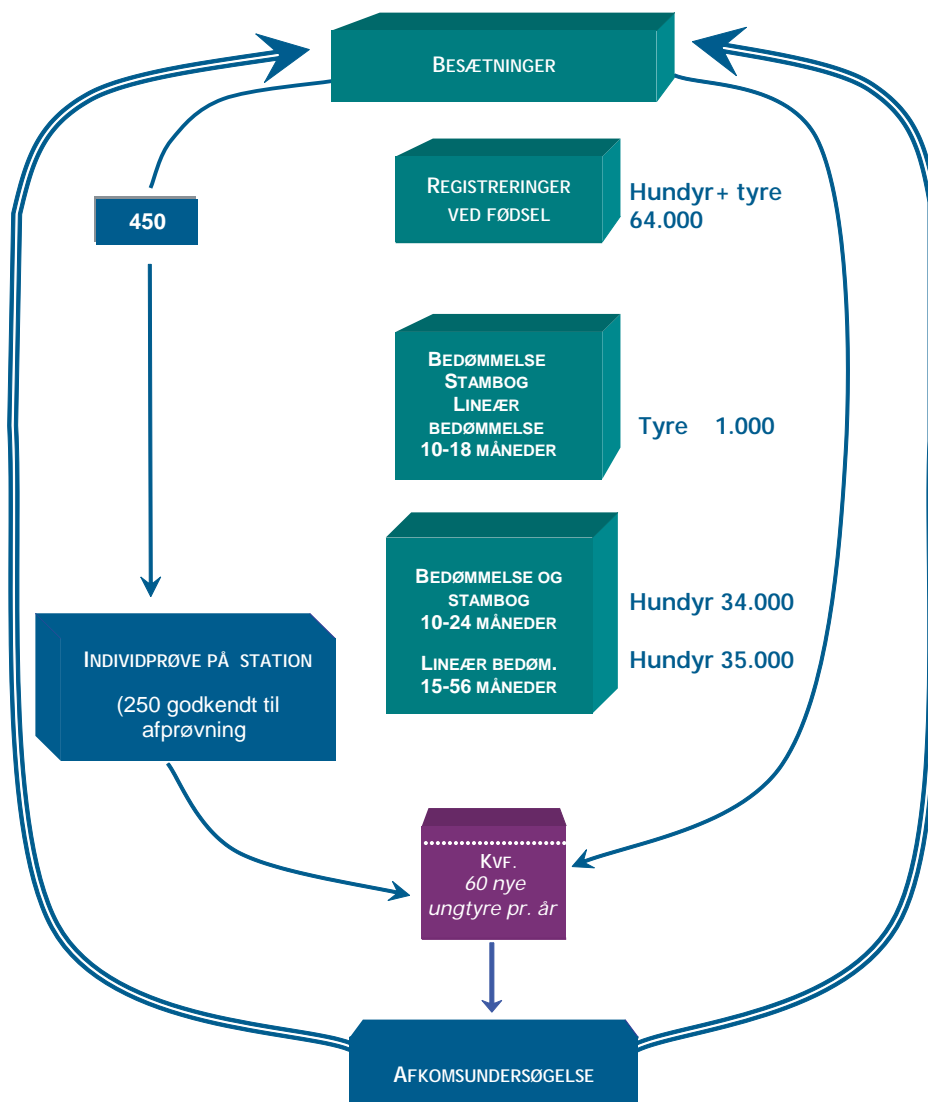 BESÆTNINGER
REGISTRERINGER
VED FØDSEL
Hundyr+ tyre
64.000
450
BEDØMMELSE
STAMBOG
LINEÆR
BEDØMMELSE
10-18 MÅNEDER
Tyre 1.000
BEDØMMELSE OG
STAMBOG
10-24 MÅNEDER
LINEÆR BEDØM.
15-56 MÅNEDER
Hundyr 34.000
Hundyr 35.000
INDIVIDPRØVE PÅ STATION
(250 godkendt til
afprøvning
KVF.
60 nye
ungtyre pr. år
AFKOMSUNDERSØGELSE